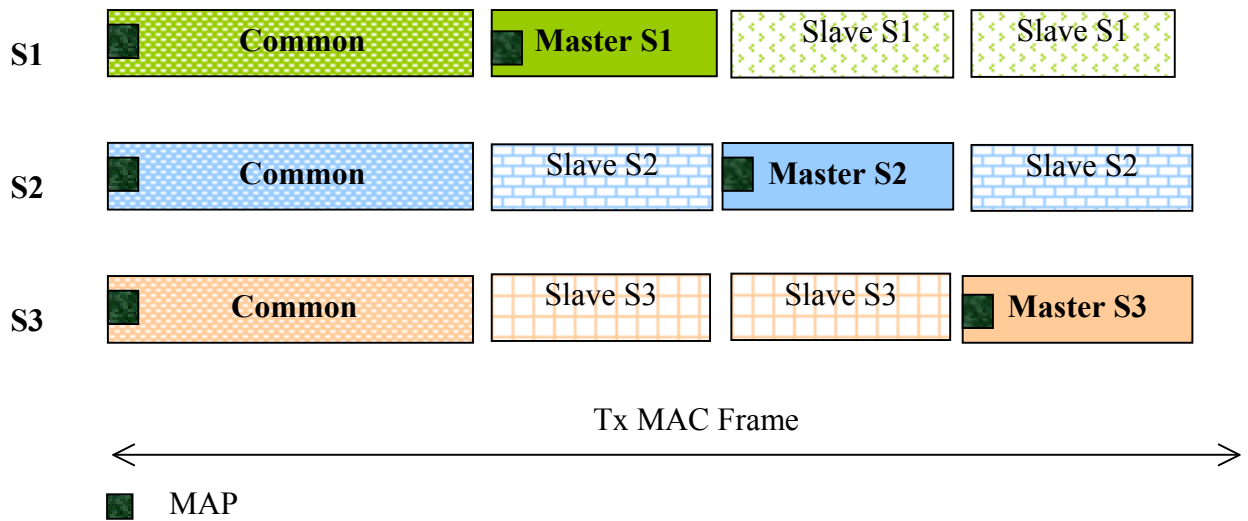 S1 Common Master S1 Slave S1 Slave S1
S2 Common Slave S2 Master S2 Slave S2
S3 Common Slave S3 Slave S3 Master S3
Tx MAC Frame
MAP